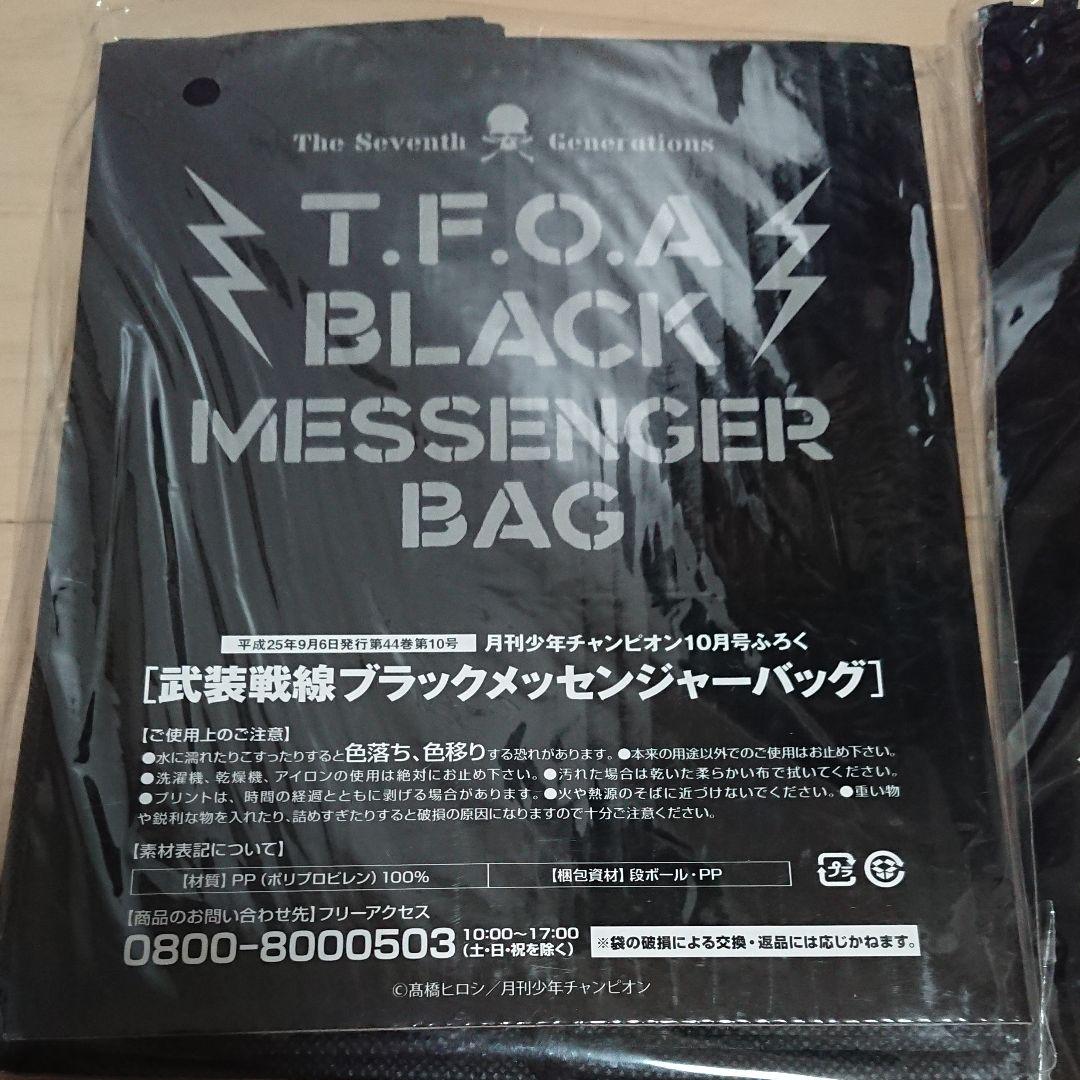 The Seventh Generations
T.F.O.A
BLACK
MESSENGER
BAG
平成25年9月6日発行第44巻第10号 月刊少年チャンピオン10月号ふろく
[武装戦線ブラックメッセンジャーバッグ]
【ご使用上のご注意】
●水に濡れたりこすったりすると色落ち、色移りする恐れがあります。●本来の用途以外でのご使用はお止め下さい。
●洗濯機、乾燥機、アイロンの使用は絶対にお止め下さい。●汚れた場合は乾いた柔らかい布で拭いてください。
●プリントは、時間の経過とともに剥げる場合があります。●火や熱源のそばに近づけないでください。●重い物
や鋭利な物を入れたり、詰めすぎたりすると破損の原因になりますので十分ご注意ください。
【素材表記について】
【材質】PP（ポリプロピレン）100% 【梱包資材】段ボール・PP
プラ
【商品のお問い合わせ先】フリーアクセス
0800-8000503 10:00〜17:00
(土・日・祝を除く)
※袋の破損による交換・返品には応じかねます。
©髙橋ヒロシ／月刊少年チャンピオン